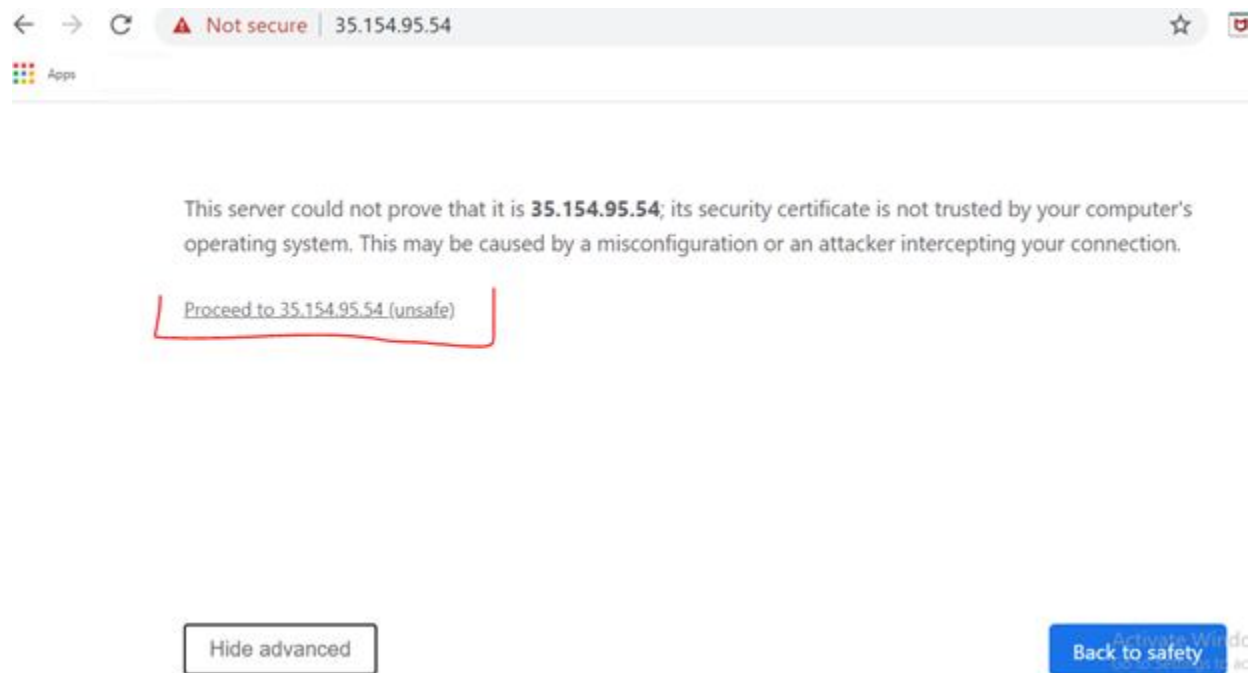 Not secure | 35.154.95.54
Apps
This server could not prove that it is 35.154.95.54; its security certificate is not trusted by your computer's
operating system. This may be caused by a misconfiguration or an attacker intercepting your connection.
Proceed to 35.154.95.54 (unsafe)
Hide advanced
Activate
Back to safety